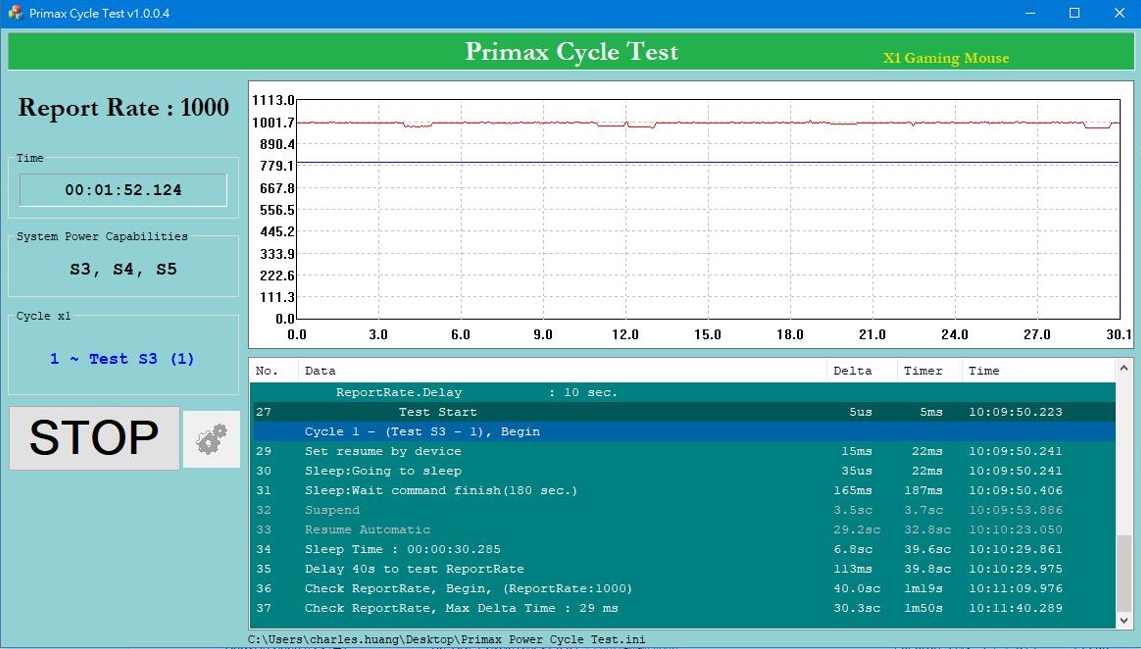 Primax Cycle Test v1.0.0.4
Primax Cycle Test
X1 Gaming Mouse
Report Rate : 1000
Time
00:01:52.124
System Power Capabilities
S3, S4, S5
Cycle x1
1 ~ Test S3 (1)
STOP
1113.0
1001.7
890.4
779.1
667.8
556.5
445.2
333.9
222.6
111.3
0.0
0.0 3.0 6.0 9.0 12.0 15.0 18.0 21.0 24.0 27.0 30.1
No. Data Delta Timer Time
ReportRate.Delay : 10 sec.
27 Test Start 5us 5ms 10:09:50.223
Cycle 1 - (Test S3 - 1), Begin
29 Set resume by device 15ms 22ms 10:09:50.241
30 Sleep:Going to sleep 35us 22ms 10:09:50.241
31 Sleep:Wait command finish(180 sec.) 165ms 187ms 10:09:50.406
32 Suspend 3.5sc 3.7sc 10:09:53.886
33 Resume Automatic 29.2sc 32.8sc 10:10:23.050
34 Sleep Time : 00:00:30.285 6.8sc 39.6sc 10:10:29.861
35 Delay 40s to test ReportRate 113ms 39.8sc 10:10:29.975
36 Check ReportRate, Begin, (ReportRate:1000) 40.0sc 1m19s 10:11:09.976
37 Check ReportRate, Max Delta Time : 29 ms 30.3sc 1m50s 10:11:40.289
C:\Users\charles.huang\Desktop\Primax Power Cycle Test.ini